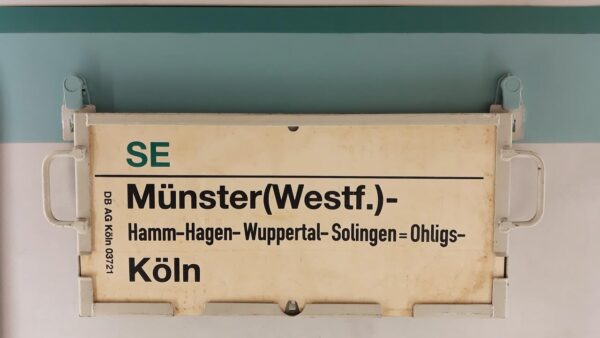 SE
Münster(Westf.)-
Hamm-Hagen-Wuppertal-Solingen=Ohligs-
Köln
DB AG Köln 03721